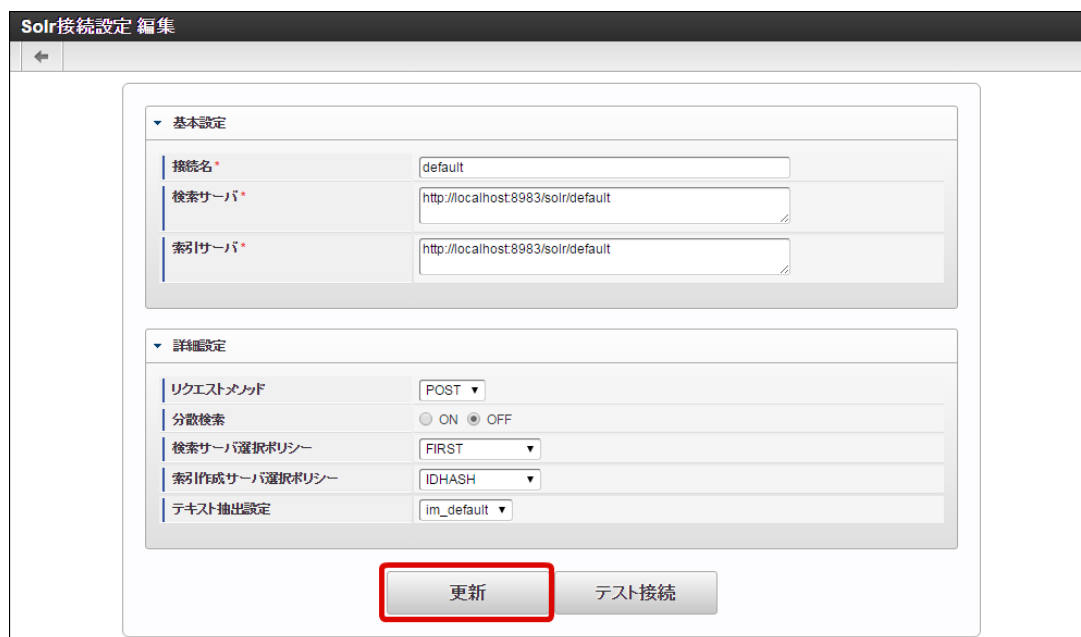 Solr接続設定 編集
基本設定
接続名*
default
検索サーバ*
http://localhost:8983/solr/default
索引サーバ*
http://localhost:8983/solr/default
詳細設定
リクエストメソッド
POST
分散検索
ON OFF
検索サーバ選択ポリシー
FIRST
索引作成サーバ選択ポリシー
IDHASH
テキスト抽出設定
im_default
更新 テスト接続